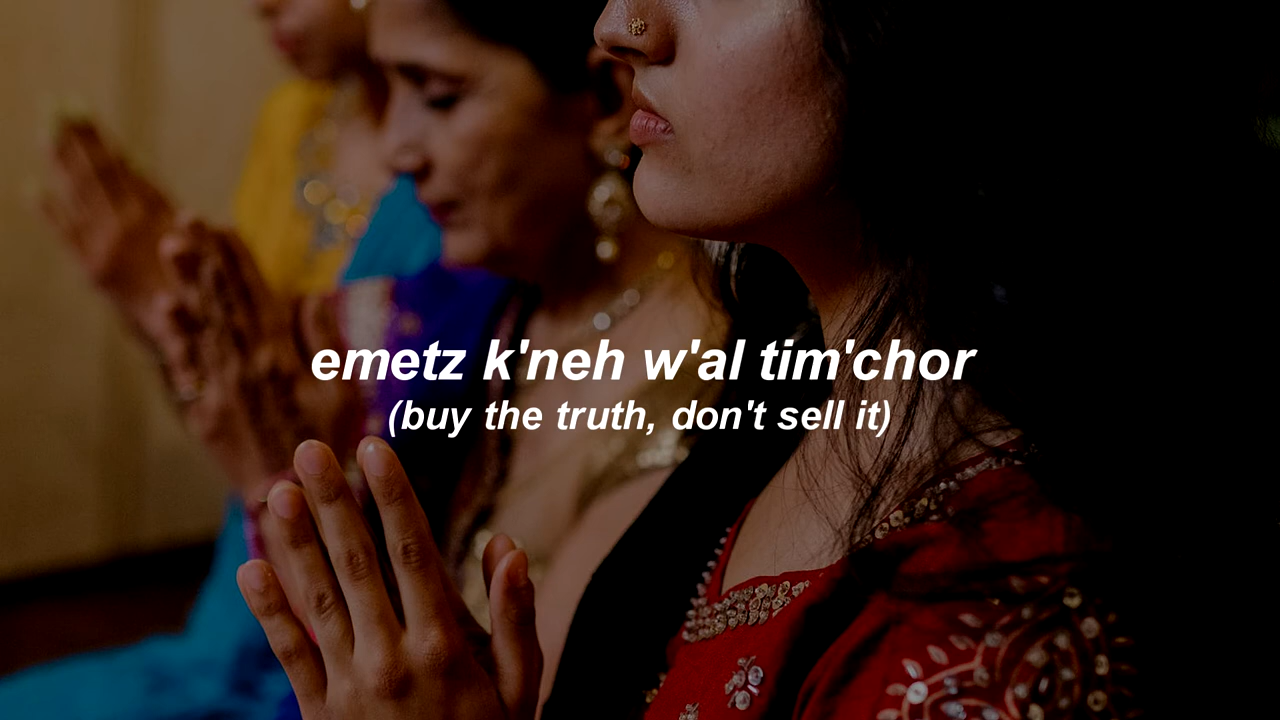 emetz k'neh w'al tim'chor
(buy the truth, don't sell it)